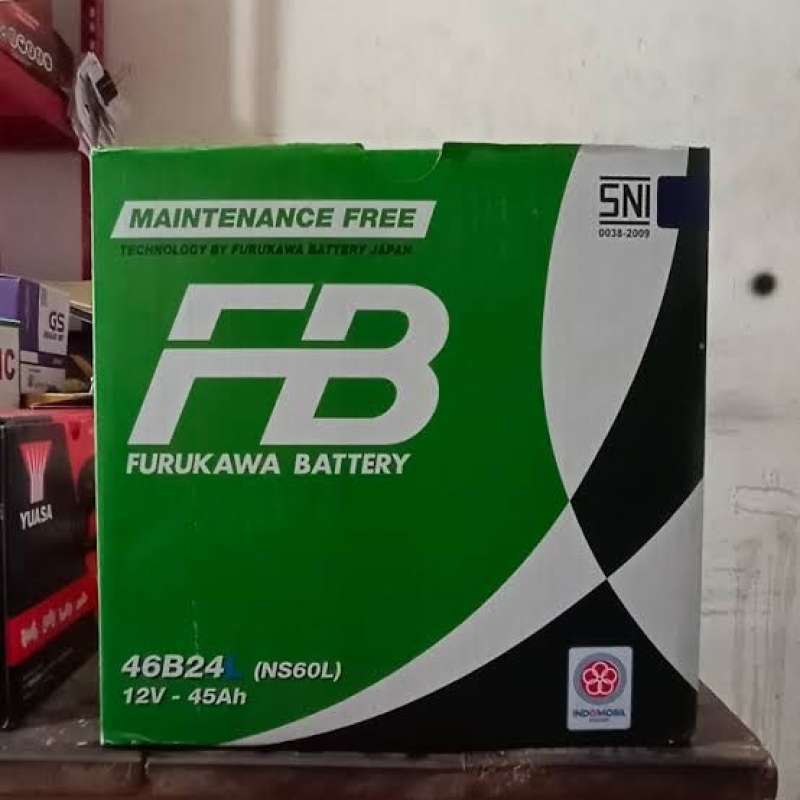 MAINTENANCE FREE
TECHNOLOGY BY FURUKAWA BATTERY JAPAN
SNI
0038-2009
FB
FURUKAWA BATTERY
46B24L (NS60L)
12V - 45Ah
INDOMOBIL
GS
YUASA